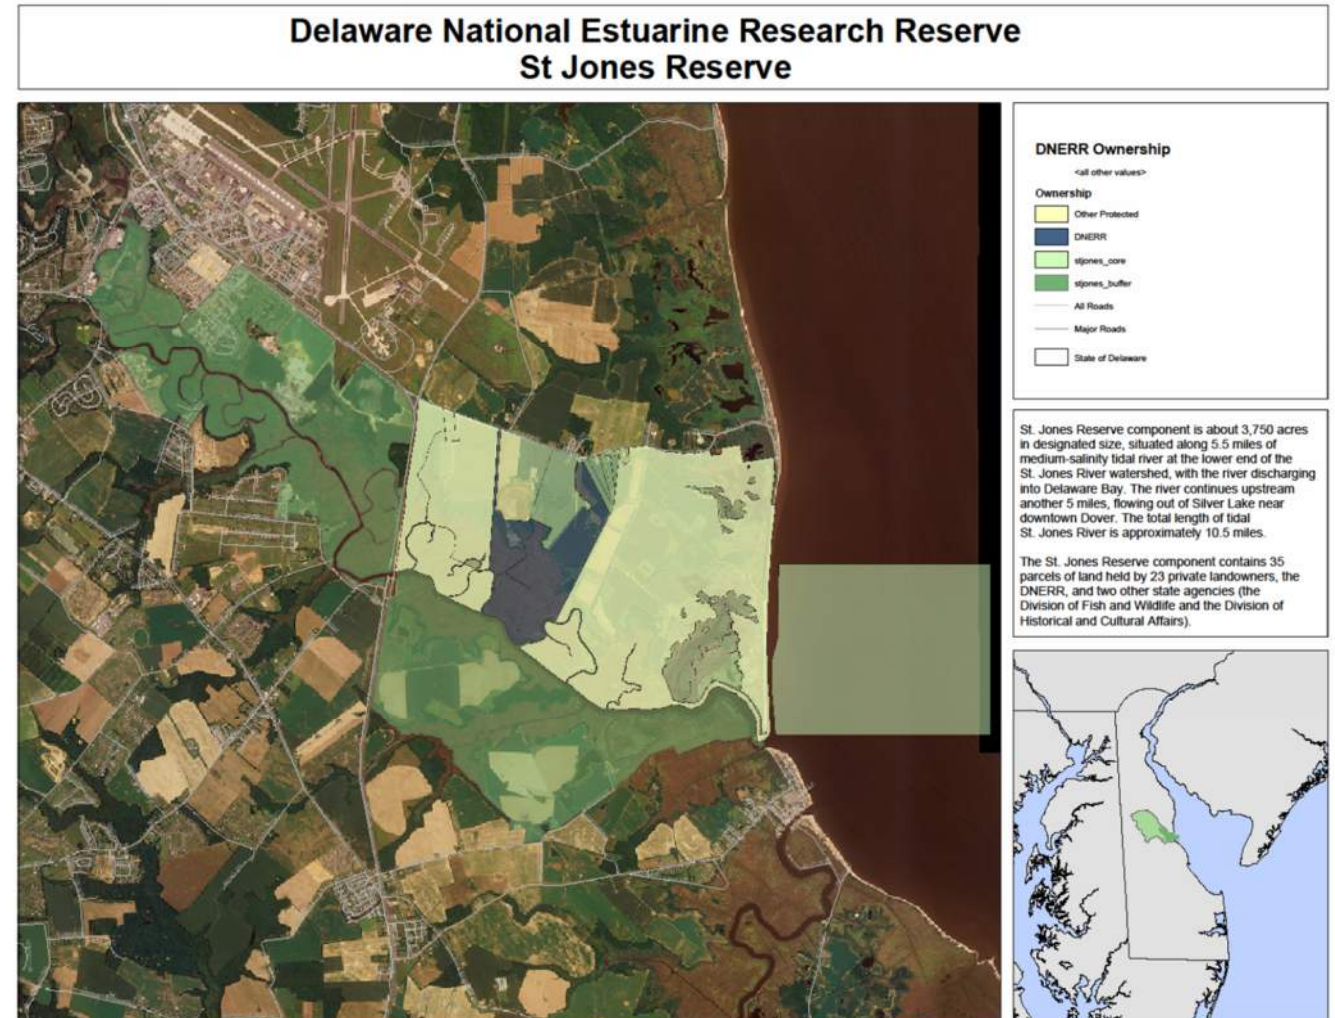 Delaware National Estuarine Research Reserve
St Jones Reserve
DNERR Ownership
<all other values>
Ownership
Other Protected
DNERR
stjones_core
stjones_buffer
All Roads
Major Roads
State of Delaware
St. Jones Reserve component is about 3,750 acres
in designated size, situated along 5.5 miles of
medium-salinity tidal river at the lower end of the
St. Jones River watershed, with the river discharging
into Delaware Bay. The river continues upstream
another 5 miles, flowing out of Silver Lake near
downtown Dover. The total length of tidal
St. Jones River is approximately 10.5 miles.
The St. Jones Reserve component contains 35
parcels of land held by 23 private landowners, the
DNERR, and two other state agencies (the
Division of Fish and Wildlife and the Division of
Historical and Cultural Affairs).